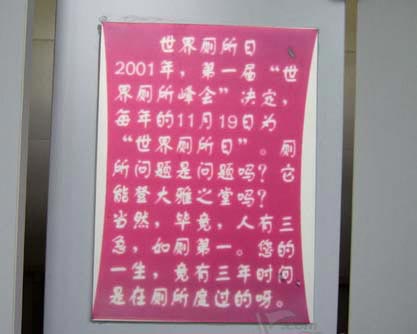 世界厕所日
2001年，第一届“世
界厕所峰会”决定，
每年的11月19日为
“世界厕所日”。厕
所问题是问题吗？它
能登大雅之堂吗？
当然，毕竟，人有三
急，如厕第一。您的
一生，竟有三年时间
是在厕所度过的呀。